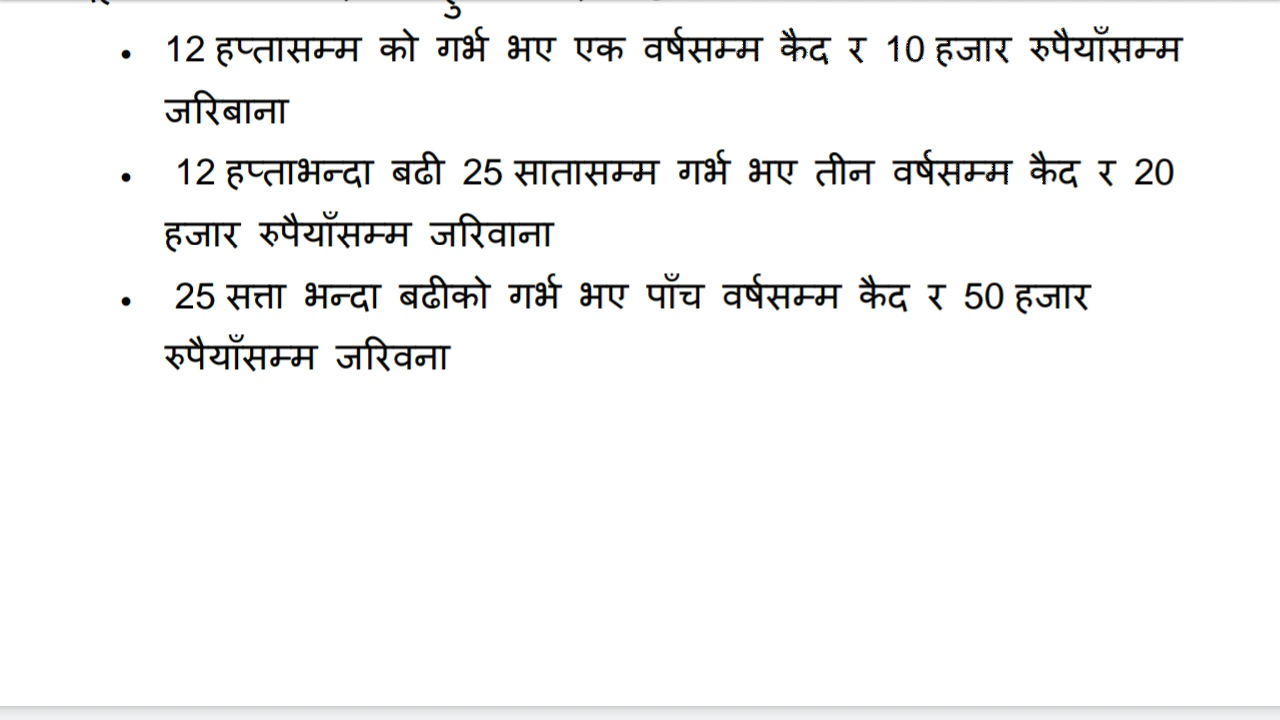 • 12 हप्तासम्म को गर्भ भए एक वर्षसम्म कैद र 10 हजार रुपैयाँसम्म
जरिबाना
• 12 हप्ताभन्दा बढी 25 सातासम्म गर्भ भए तीन वर्षसम्म कैद र 20
हजार रुपैयाँसम्म जरिवाना
• 25 सत्ता भन्दा बढीको गर्भ भए पाँच वर्षसम्म कैद र 50 हजार
रुपैयाँसम्म जरिवना